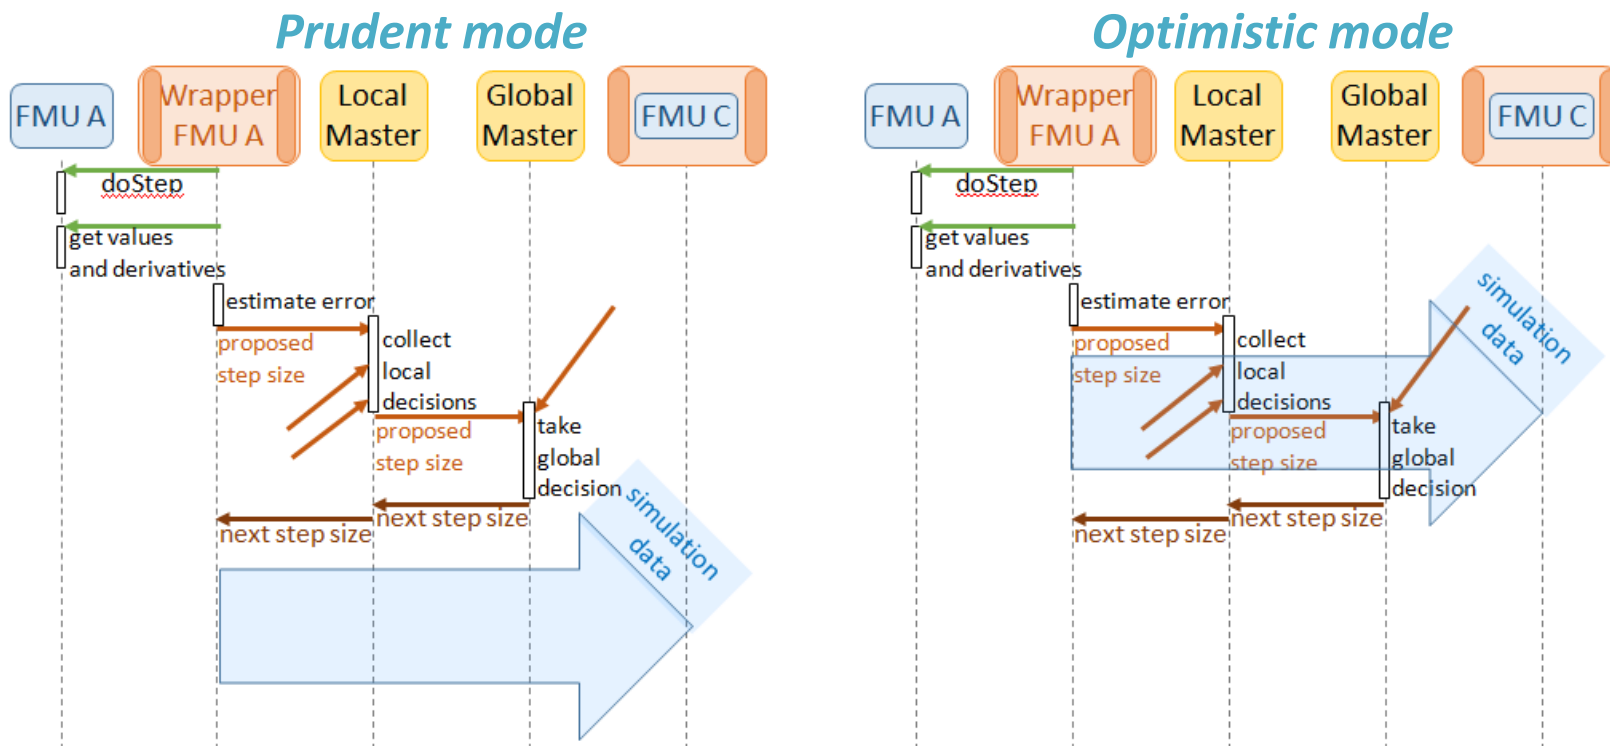 Prudent mode
FMU A
Wrapper
FMU A
Local
Master
Global
Master
FMU C
doStep
get values
and derivatives
estimate error
proposed
step size
collect
local
decisions
proposed
step size
take
global
decision
next step size
next step size
simulation
data
Optimistic mode
FMU A
Wrapper
FMU A
Local
Master
Global
Master
FMU C
doStep
get values
and derivatives
estimate error
proposed
step size
collect
local
decisions
proposed
step size
take
global
decision
next step size
next step size
simulation
data